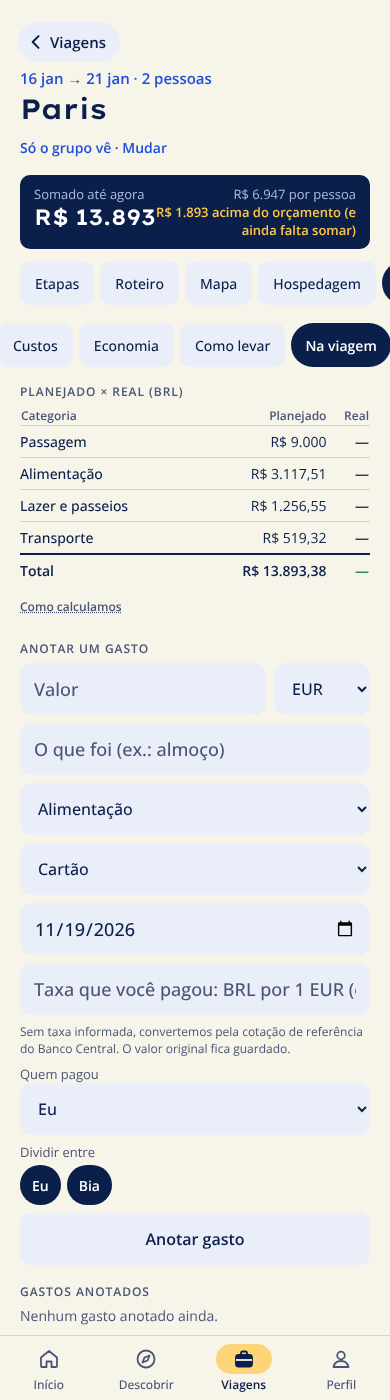 Viagens
16 jan → 21 jan · 2 pessoas
Paris
Só o grupo vê · Mudar
Somado até agora
R$ 6.947 por pessoa
R$ 13.893
R$ 1.893 acima do orçamento (e
ainda falta somar)
Etapas
Roteiro
Mapa
Hospedagem
Custos
Economia
Como levar
Na viagem
PLANEJADO × REAL (BRL)
Categoria Planejado Real
Passagem R$ 9.000 —
Alimentação R$ 3.117,51 —
Lazer e passeios R$ 1.256,55 —
Transporte R$ 519,32 —
Total R$ 13.893,38 —
Como calculamos
ANOTAR UM GASTO
Valor
EUR
O que foi (ex.: almoço)
Alimentação
Cartão
11/19/2026
Taxa que você pagou: BRL por 1 EUR (
Sem taxa informada, convertemos pela cotação de referência
do Banco Central. O valor original fica guardado.
Quem pagou
Eu
Dividir entre
Eu
Bia
Anotar gasto
GASTOS ANOTADOS
Nenhum gasto anotado ainda.
Início
Descobrir
Viagens
Perfil